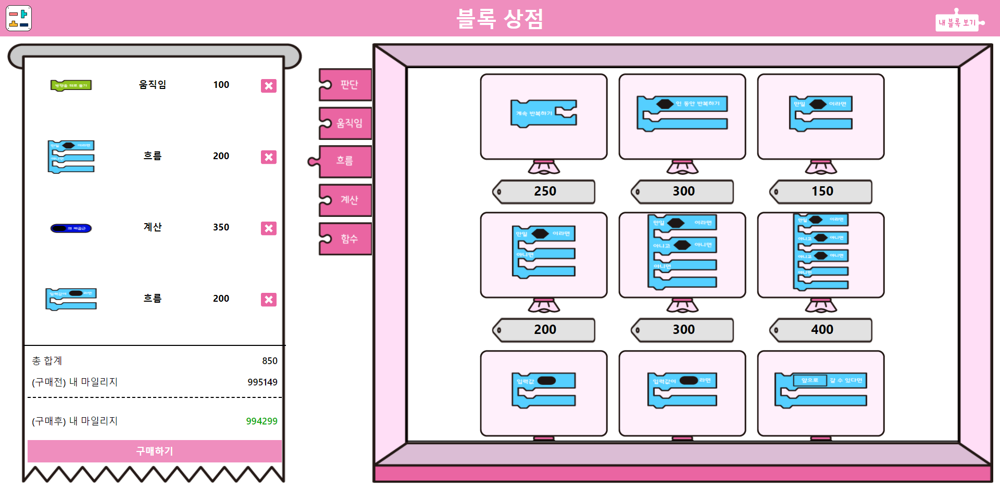 블록 상점
내 블록 보기
방향을 뒤로 돌기 움직임 100
만일 이라면
아니면
흐름 200
의 제곱근 계산 350
입력값이 라면
흐름 200
총 합계 850
(구매전) 내 마일리지 995149
(구매후) 내 마일리지 994299
구매하기
판단
움직임
흐름
계산
함수
계속 반복하기
인 동안 반복하기
만일 이라면
250
300
150
만일 이라면
아니면
만일 이라면
아니고 아니면
아니면
만일 이라면
아니고 아니면
아니고 아니면
아니면
200
300
400
입력값
입력값이 라면
앞으로 갈 수 있다면